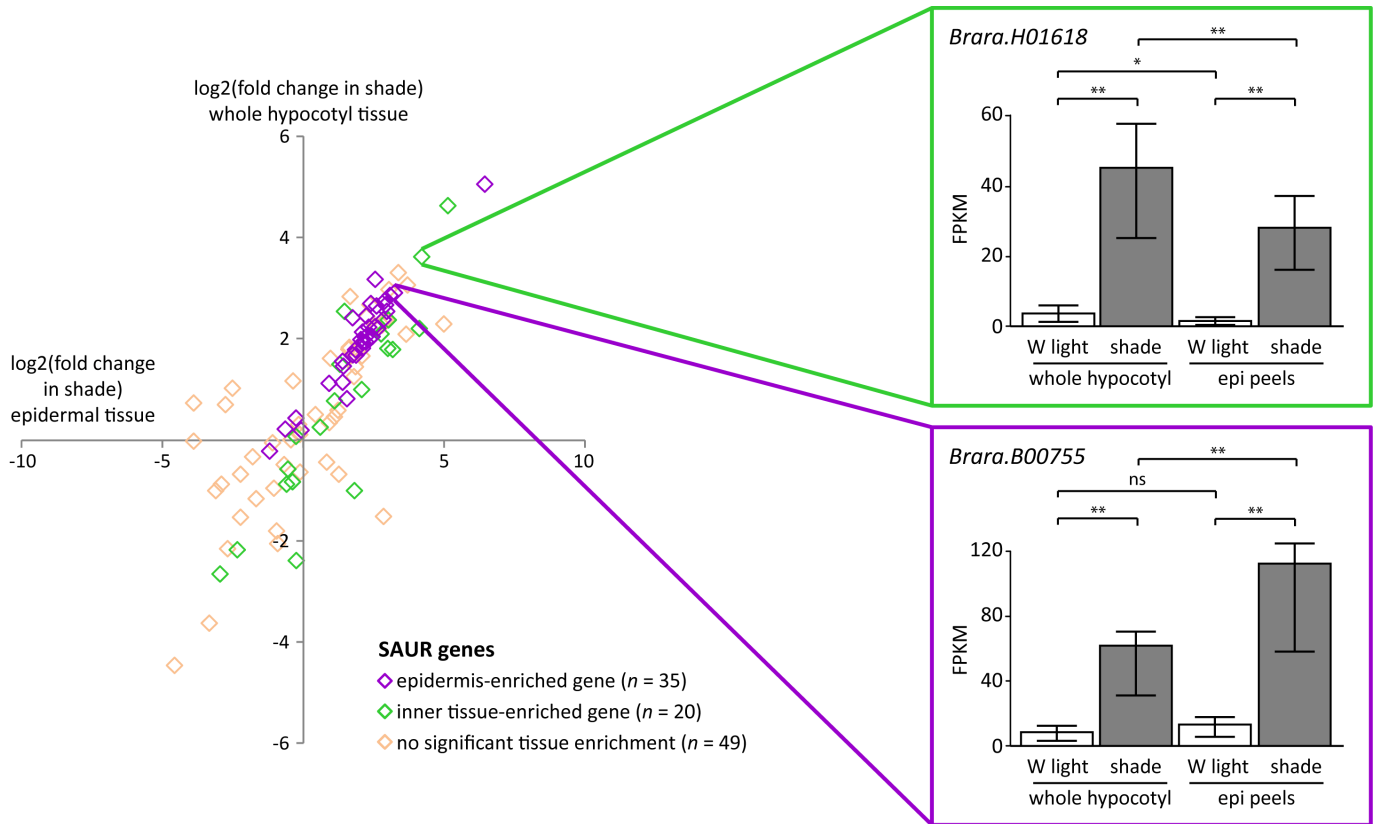 log2(fold change in shade)
whole hypocotyl tissue
6
4
2
-2
-4
-6
log2(fold change
in shade)
epidermal tissue
-10
-5
5
10
SAUR genes
epidermis-enriched gene (n = 35)
inner tissue-enriched gene (n = 20)
no significant tissue enrichment (n = 49)
Brara.H01618
**
*
** **
60
40
20
0
FPKM
W light shade W light shade
whole hypocotyl epi peels
Brara.B00755
**
ns
** **
120
80
40
0
FPKM
W light shade W light shade
whole hypocotyl epi peels